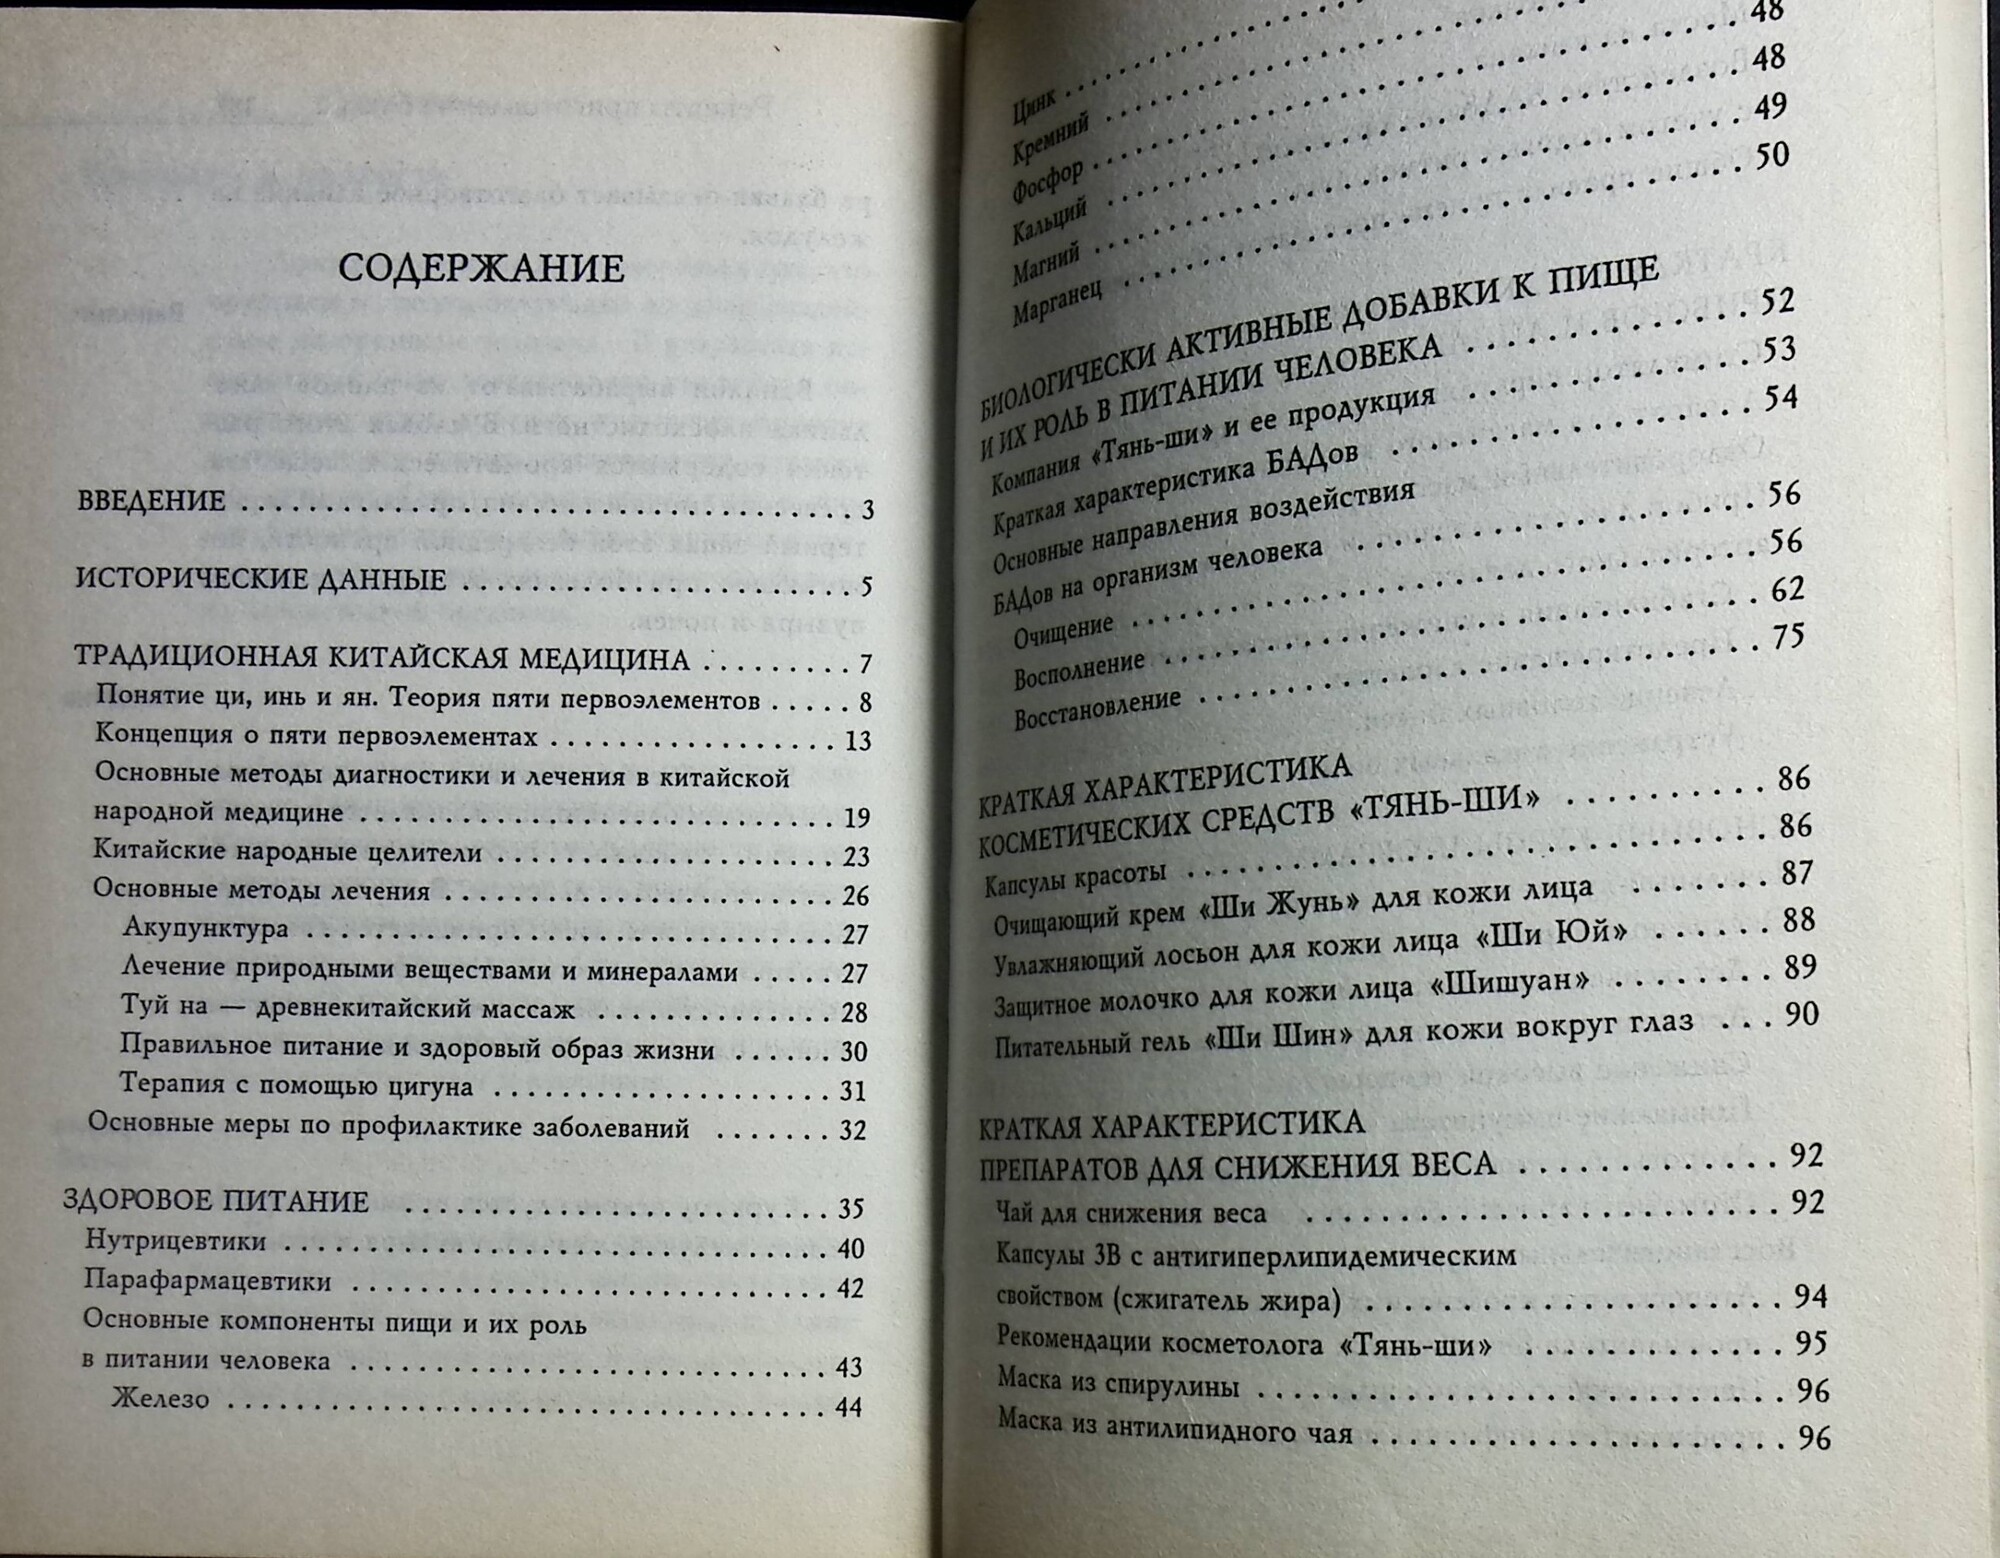 СОДЕРЖАНИЕ
ВВЕДЕНИЕ . . . . . . . . . . 3
ИСТОРИЧЕСКИЕ ДАННЫЕ . . . . . . . . . . 5
ТРАДИЦИОННАЯ КИТАЙСКАЯ МЕДИЦИНА . . . . . . . . . 7
Понятие ци, инь и ян. Теория пяти первоэлементов . . . . . 8
Концепция о пяти первоэлементах . . . . . . . . . . 13
Основные методы диагностики и лечения в китайской
народной медицине . . . . . . . . . . 19
Китайские народные целители . . . . . . . . . . 23
Основные методы лечения . . . . . . . . . . 26
Акупунктура . . . . . . . . . . 27
Лечение природными веществами и минералами . . . . . 27
Туй на — древнекитайский массаж . . . . . . . . . . 28
Правильное питание и здоровый образ жизни . . . . . . 30
Терапия с помощью цигуна . . . . . . . . . . 31
Основные меры по профилактике заболеваний . . . . . . . 32
ЗДОРОВОЕ ПИТАНИЕ . . . . . . . . . . 35
Нутрицевтики . . . . . . . . . . 40
Парафармацевтики . . . . . . . . . . 42
Основные компоненты пищи и их роль
в питании человека . . . . . . . . . . 43
Железо . . . . . . . . . . 44
Цинк . . . . . . . . . .
Кремний . . . . . . . . . .
Фосфор . . . . . . . . . . 48
Кальций . . . . . . . . . . 48
Магний . . . . . . . . . . 49
Марганец . . . . . . . . . . 50
БИОЛОГИЧЕСКИ АКТИВНЫЕ ДОБАВКИ К ПИЩЕ
И ИХ РОЛЬ В ПИТАНИИ ЧЕЛОВЕКА . . . . . . . . . . 52
Компания «Тянь-ши» и ее продукция . . . . . . . . . . 53
Краткая характеристика БАДов . . . . . . . . . . 54
Основные направления воздействия
БАДов на организм человека . . . . . . . . . . 56
Очищение . . . . . . . . . . 56
Восполнение . . . . . . . . . . 62
Восстановление . . . . . . . . . . 75
КРАТКАЯ ХАРАКТЕРИСТИКА
КОСМЕТИЧЕСКИХ СРЕДСТВ «ТЯНЬ-ШИ» . . . . . . . . . . 86
Капсулы красоты . . . . . . . . . . 86
Очищающий крем «Ши Жунь» для кожи лица . . . . . . . 87
Увлажняющий лосьон для кожи лица «Ши Юй» . . . . . . 88
Защитное молочко для кожи лица «Шишуан» . . . . . . . 89
Питательный гель «Ши Шин» для кожи вокруг глаз . . . 90
КРАТКАЯ ХАРАКТЕРИСТИКА
ПРЕПАРАТОВ ДЛЯ СНИЖЕНИЯ ВЕСА . . . . . . . . . . 92
Чай для снижения веса . . . . . . . . . . 92
Капсулы 3В с антигиперлипидемическим
свойством (сжигатель жира) . . . . . . . . . . 94
Рекомендации косметолога «Тянь-ши» . . . . . . . . . . 95
Маска из спирулины . . . . . . . . . . 96
Маска из антилипидного чая . . . . . . . . . . 96